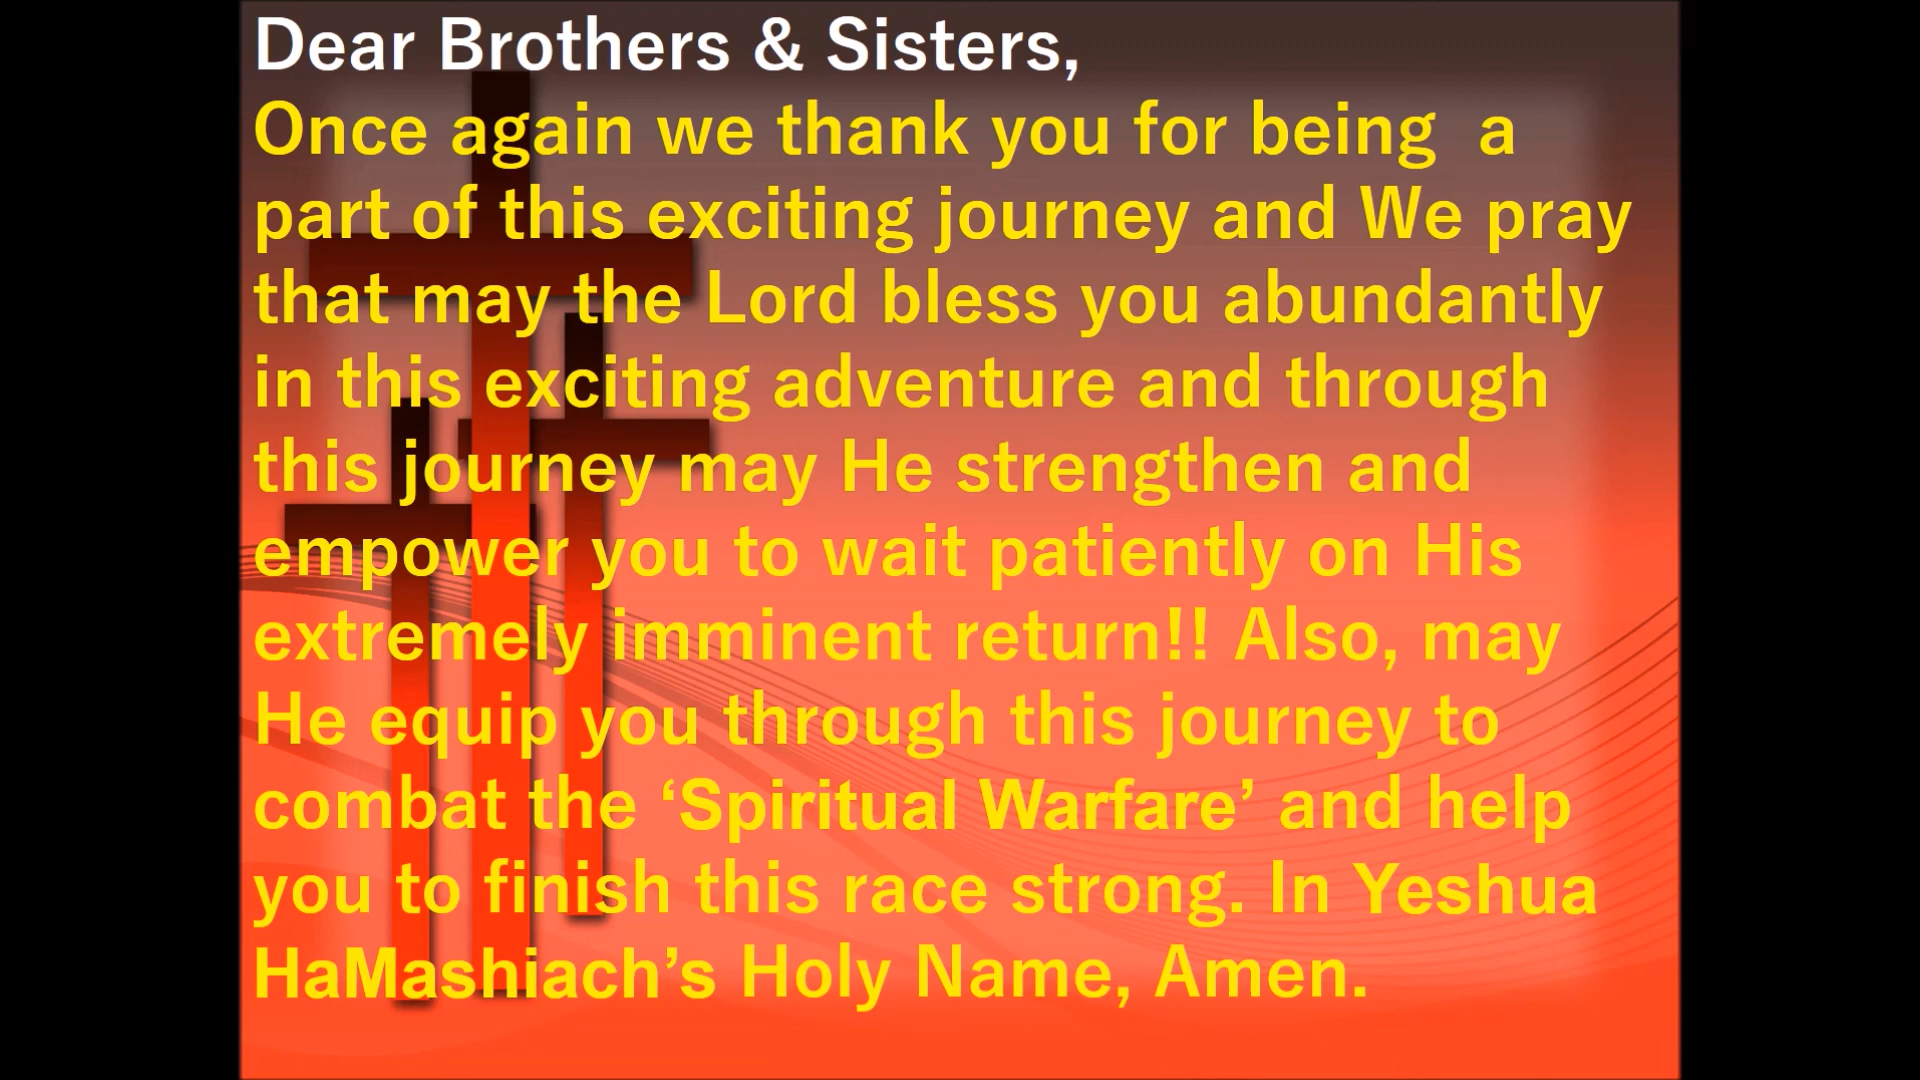 Dear Brothers & Sisters,
Once again we thank you for being  a
part of this exciting journey and We pray
that may the Lord bless you abundantly
in this exciting adventure and through
this journey may He strengthen and
empower you to wait patiently on His
extremely imminent return!! Also, may
He equip you through this journey to
combat the ‘Spiritual Warfare’ and help
you to finish this race strong. In Yeshua
HaMashiach’s Holy Name, Amen.